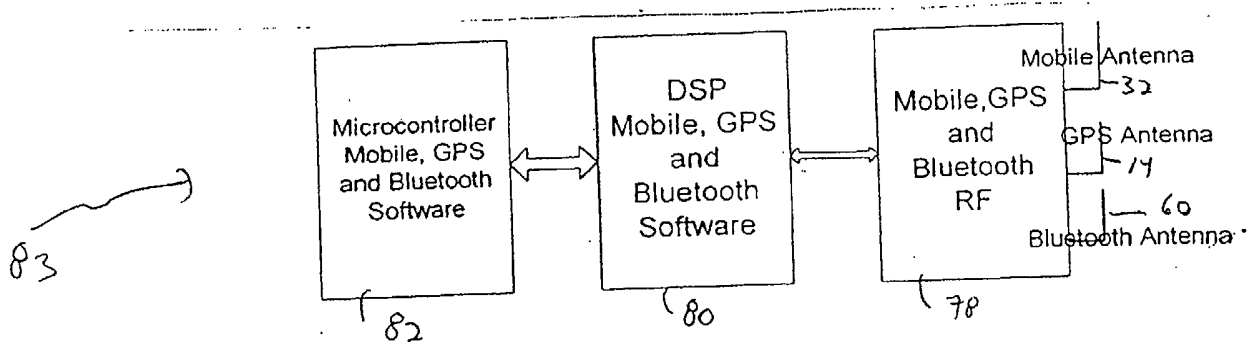 Microcontroller
Mobile, GPS
and Bluetooth
Software
DSP
Mobile, GPS
and
Bluetooth
Software
Mobile,GPS
and
Bluetooth
RF
Mobile Antenna
32
GPS Antenna
14
60
Bluetooth Antenna
83
82
80
78